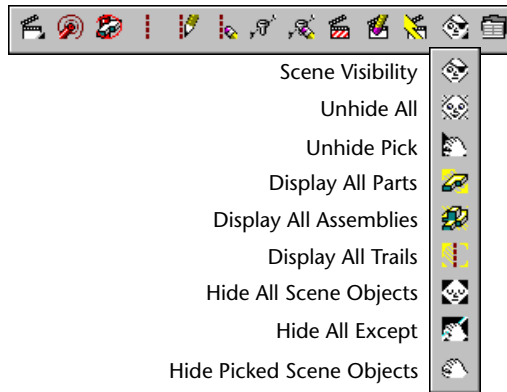 Scene Visibility
Unhide All
Unhide Pick
Display All Parts
Display All Assemblies
Display All Trails
Hide All Scene Objects
Hide All Except
Hide Picked Scene Objects